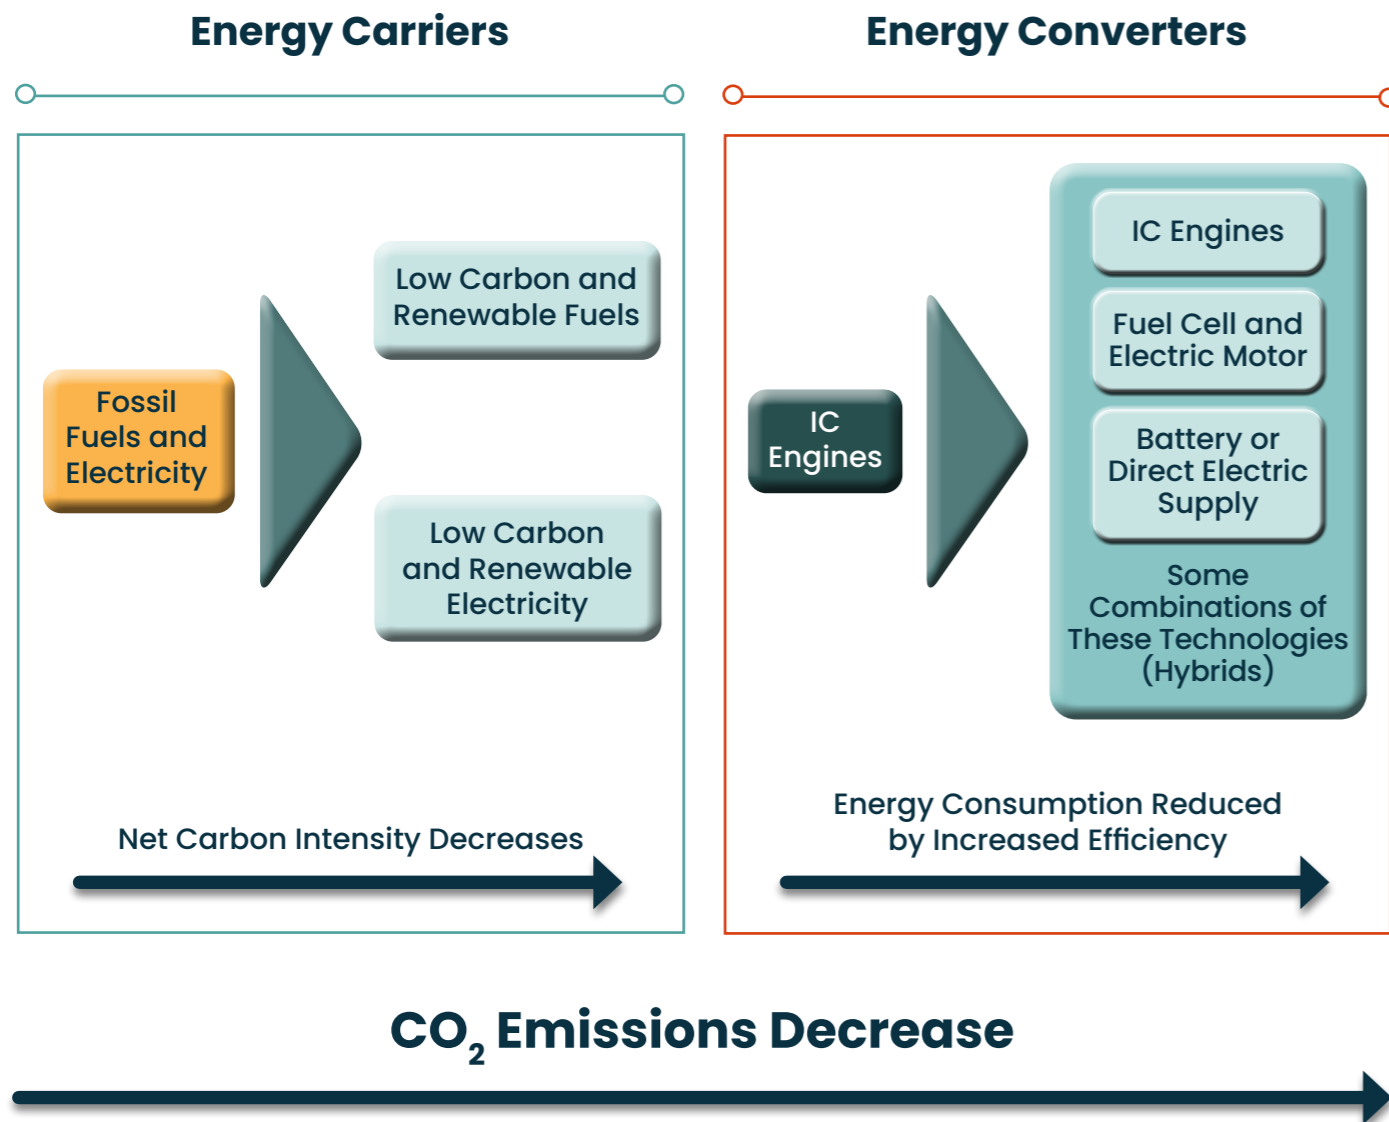 Energy Carriers
Energy Converters
Fossil
Fuels and
Electricity
Low Carbon and
Renewable Fuels
Low Carbon
and Renewable
Electricity
Net Carbon Intensity Decreases
IC
Engines
IC Engines
Fuel Cell and
Electric Motor
Battery or
Direct Electric
Supply
Some
Combinations of
These Technologies
(Hybrids)
Energy Consumption Reduced
by Increased Efficiency
CO₂ Emissions Decrease